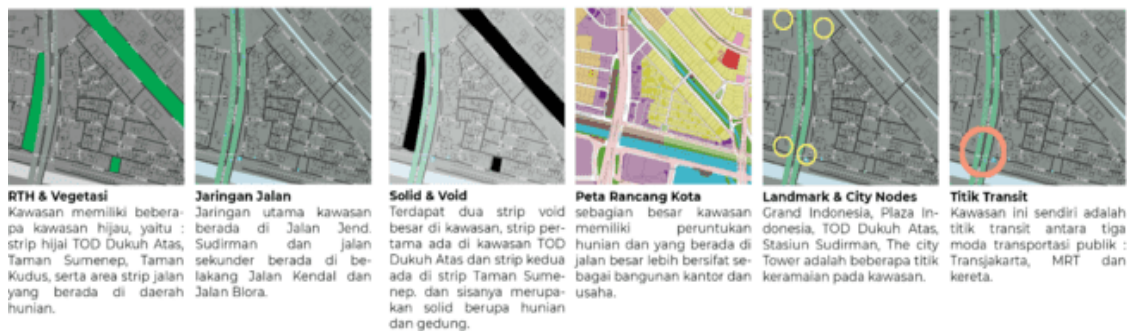 RTH & Vegetasi
Kawasan memiliki bebera-
pa kawasan hijau, yaitu :
strip hijal TOD Dukuh Atas,
Taman Sumenep, Taman
Kudus, serta area strip jalan
yang berada di daerah
hunian.
Jaringan Jalan
Jaringan utama kawasan
berada di Jalan Jend.
Sudirman dan jalan
sekunder berada di be-
lakang Jalan Kendal dan
Jalan Blora.
Solid & Void
Terdapat dua strip void
besar di kawasan, strip per-
tama ada di kawasan TOD
Dukuh Atas dan strip kedua
ada di strip Taman Sume-
nep. dan sisanya merupa-
kan solid berupa hunian
dan gedung.
Peta Rancang Kota
sebagian besar kawasan
memiliki peruntukan
hunian dan yang berada di
jalan besar lebih bersifat se-
bagai bangunan kantor dan
usaha.
Landmark & City Nodes
Grand Indonesia, Plaza In-
donesia, TOD Dukuh Atas,
Stasiun Sudirman, The city
Tower adalah beberapa titik
keramaian pada kawasan.
Titik Transit
Kawasan ini sendiri adalah
titik transit antara tiga
moda transportasi publik :
Transjakarta, MRT dan
kereta.